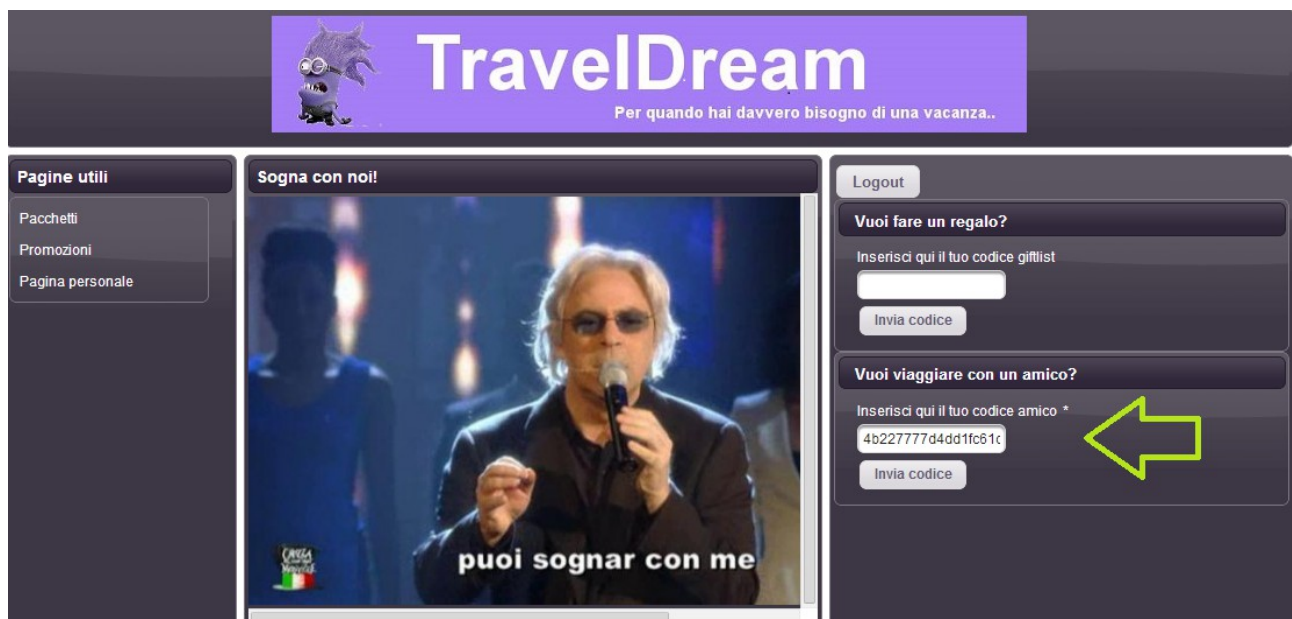 TravelDream
Per quando hai davvero bisogno di una vacanza..
Pagine utili
Pacchetti
Promozioni
Pagina personale
Sogna con noi!
puoi sognar con me
Logout
Vuoi fare un regalo?
Inserisci qui il tuo codice giftlist
Invia codice
Vuoi viaggiare con un amico?
Inserisci qui il tuo codice amico *
4b227777d4dd1fc61c
Invia codice